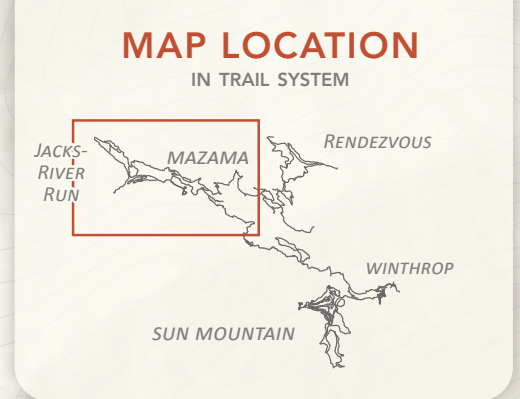 MAP LOCATION
IN TRAIL SYSTEM
JACKS-
RIVER
RUN
MAZAMA
RENDEZVOUS
WINTHROP
SUN MOUNTAIN